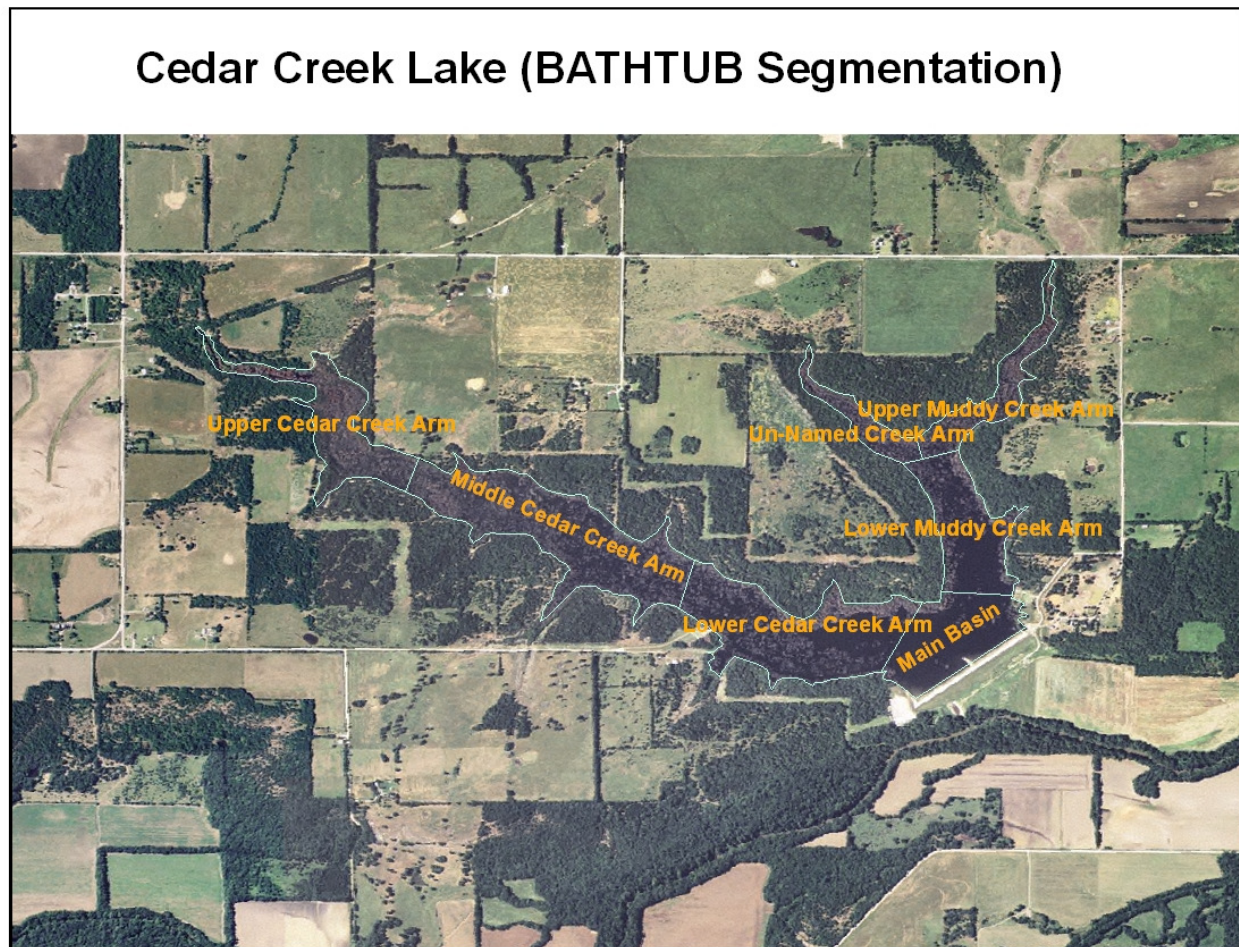 Cedar Creek Lake (BATHTUB Segmentation)
Upper Cedar Creek Arm
Upper Muddy Creek Arm
Un-Named Creek Arm
Middle Cedar Creek Arm
Lower Muddy Creek Arm
Lower Cedar Creek Arm
Main Basin